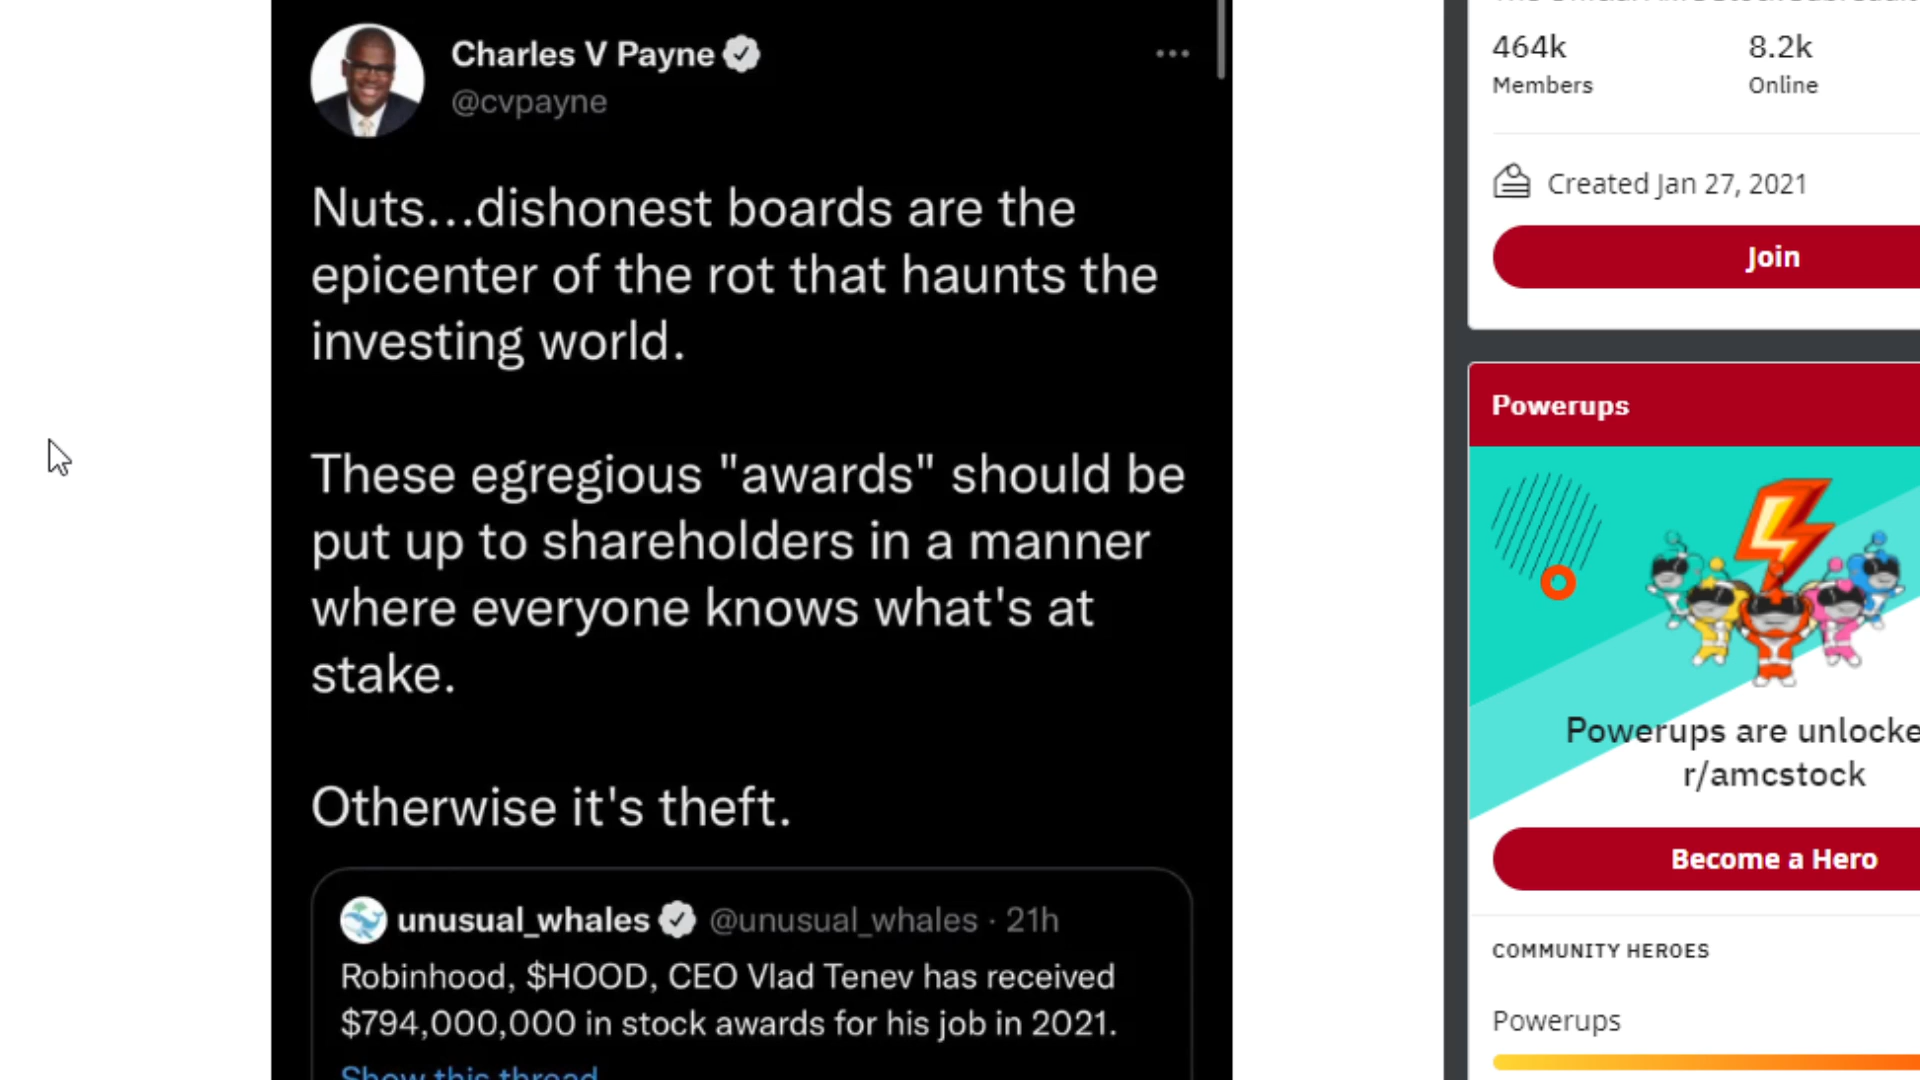 Charles V Payne
@cvpayne
Nuts...dishonest boards are the
epicenter of the rot that haunts the
investing world.
These egregious "awards" should be
put up to shareholders in a manner
where everyone knows what's at
stake.
Otherwise it's theft.
unusual_whales @unusual_whales · 21h
Robinhood, $HOOD, CEO Vlad Tenev has received
$794,000,000 in stock awards for his job in 2021.
Show this thread
464k
Members
8.2k
Online
Created Jan 27, 2021
Join
Powerups
Powerups are
r/amcstock
Become a Hero
COMMUNITY HEROES
Powerups